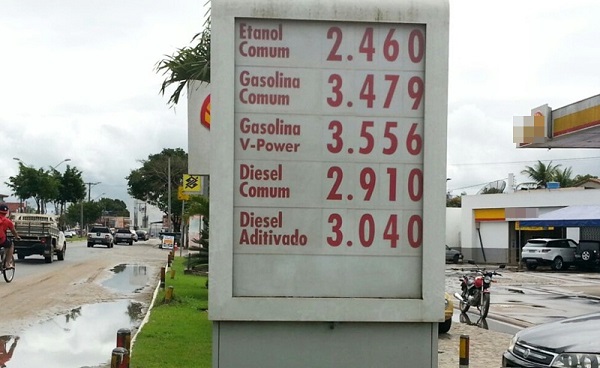 Etanol
Comum 2.460
Gasolina
Comum 3.479
Gasolina
V-Power 3.556
Diesel
Comum 2.910
Diesel
Aditivado 3.040